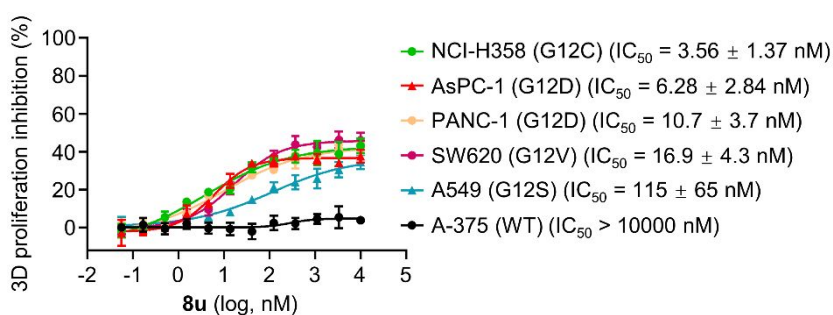 3D proliferation inhibition (%)
100
80
60
40
20
0
-2 -1 0 1 2 3 4 5
8u (log, nM)
NCI-H358 (G12C) (IC50 = 3.56 ± 1.37 nM)
AsPC-1 (G12D) (IC50 = 6.28 ± 2.84 nM)
PANC-1 (G12D) (IC50 = 10.7 ± 3.7 nM)
SW620 (G12V) (IC50 = 16.9 ± 4.3 nM)
A549 (G12S) (IC50 = 115 ± 65 nM)
A-375 (WT) (IC50 > 10000 nM)